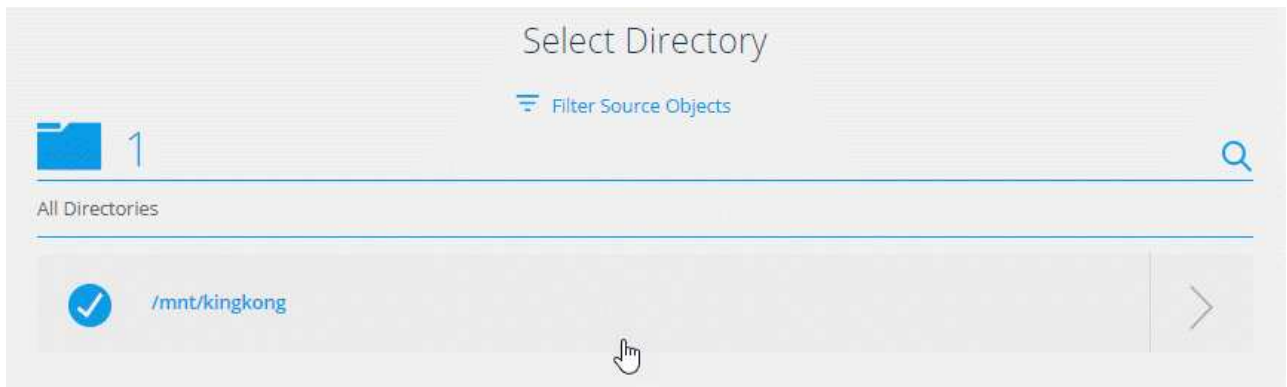 Select Directory
Filter Source Objects
1
All Directories
/mnt/kingkong